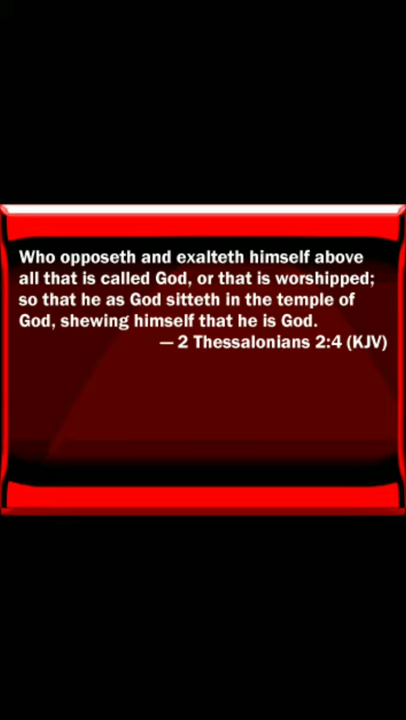 Who opposeth and exalteth himself above
all that is called God, or that is worshipped;
so that he as God sitteth in the temple of
God, shewing himself that he is God.
— 2 Thessalonians 2:4 (KJV)